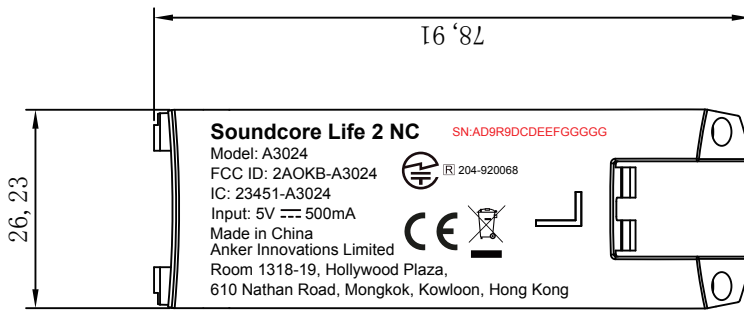 78,91
26,23
Soundcore Life 2 NC
SN:AD9R9DCDEEFGGGGG
Model: A3024
FCC ID: 2AOKB-A3024
R 204-920068
IC: 23451-A3024
Input: 5V ⎓ 500mA
Made in China
CE
Anker Innovations Limited
Room 1318-19, Hollywood Plaza,
610 Nathan Road, Mongkok, Kowloon, Hong Kong
L